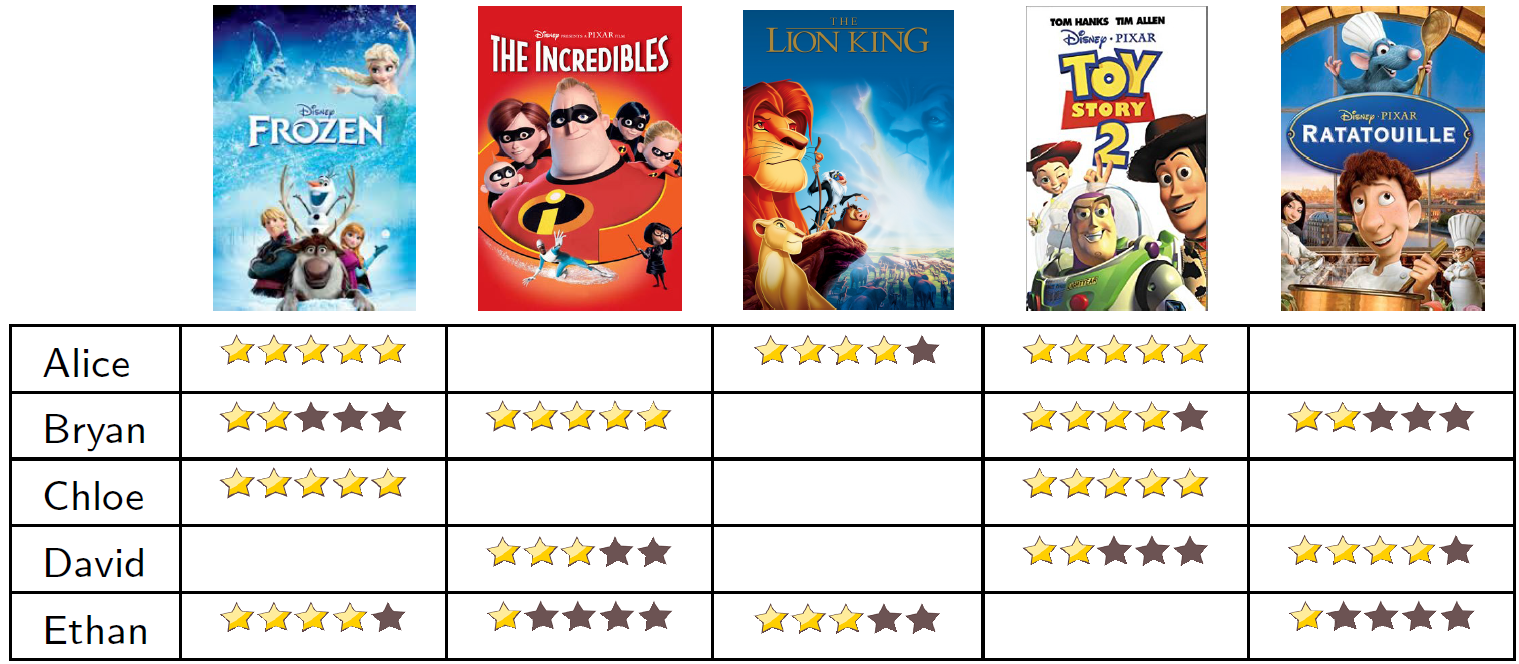 Disney
FROZEN
Disney PRESENTS A PIXAR FILM
THE INCREDIBLES
THE
LION KING
TOM HANKS TIM ALLEN
Disney · PIXAR
TOY
STORY
2
Disney · PIXAR
RATATOUILLE
Alice
Bryan
Chloe
David
Ethan